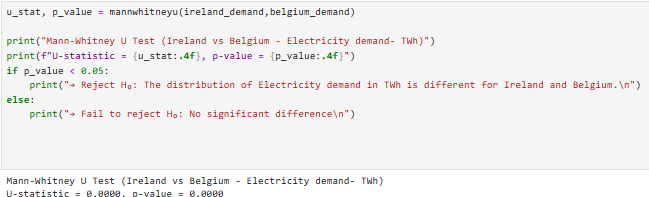 u_stat, p_value = mannwhitneyu(ireland_demand,belgium_demand)
print("Mann-Whitney U Test (Ireland vs Belgium - Electricity demand- TWh)")
print(f"U-statistic = {u_stat:.4f}, p-value = {p_value:.4f}")
if p_value < 0.05:
    print("→ Reject H₀: The distribution of Electricity demand in TWh is different for Ireland and Belgium.\n")
else:
    print("→ Fail to reject H₀: No significant difference\n")
Mann-Whitney U Test (Ireland vs Belgium - Electricity demand- TWh)
U-statistic = 0.0000, p-value = 0.0000